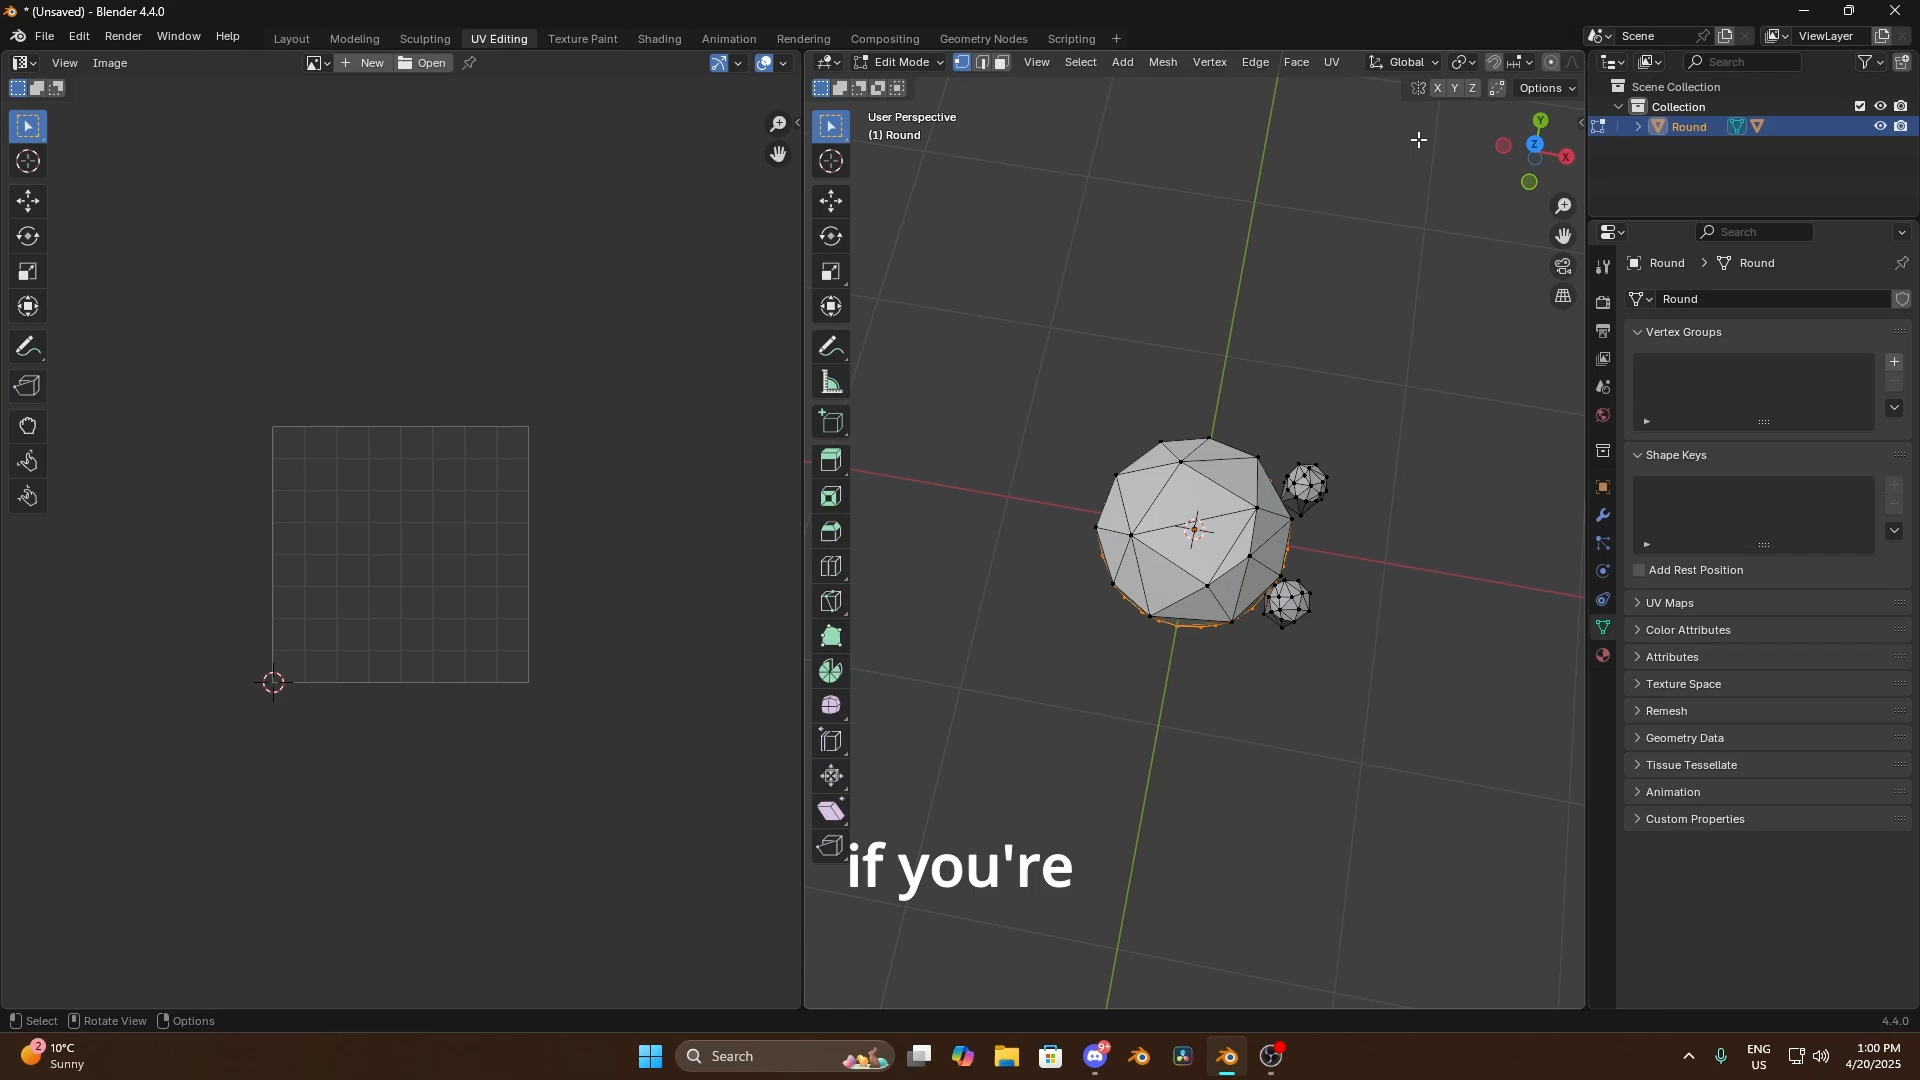 * (Unsaved) - Blender 4.4.0
File Edit Render Window Help Layout Modeling Sculpting UV Editing Texture Paint Shading Animation Rendering Compositing Geometry Nodes Scripting + Scene ViewLayer
View Image New Open Edit Mode View Select Add Mesh Vertex Edge Face UV Global Search
X Y Z Options
Scene Collection
Collection
Round
User Perspective
(1) Round
Y
Z
X
Search
Round > Round
Round
Vertex Groups
Shape Keys
Add Rest Position
UV Maps
Color Attributes
Attributes
Texture Space
Remesh
Geometry Data
Tissue Tessellate
Animation
Custom Properties
if you're
Select Rotate View Options 4.4.0
2
10°C
Sunny
Search
9+
ENG
US
1:00 PM
4/20/2025